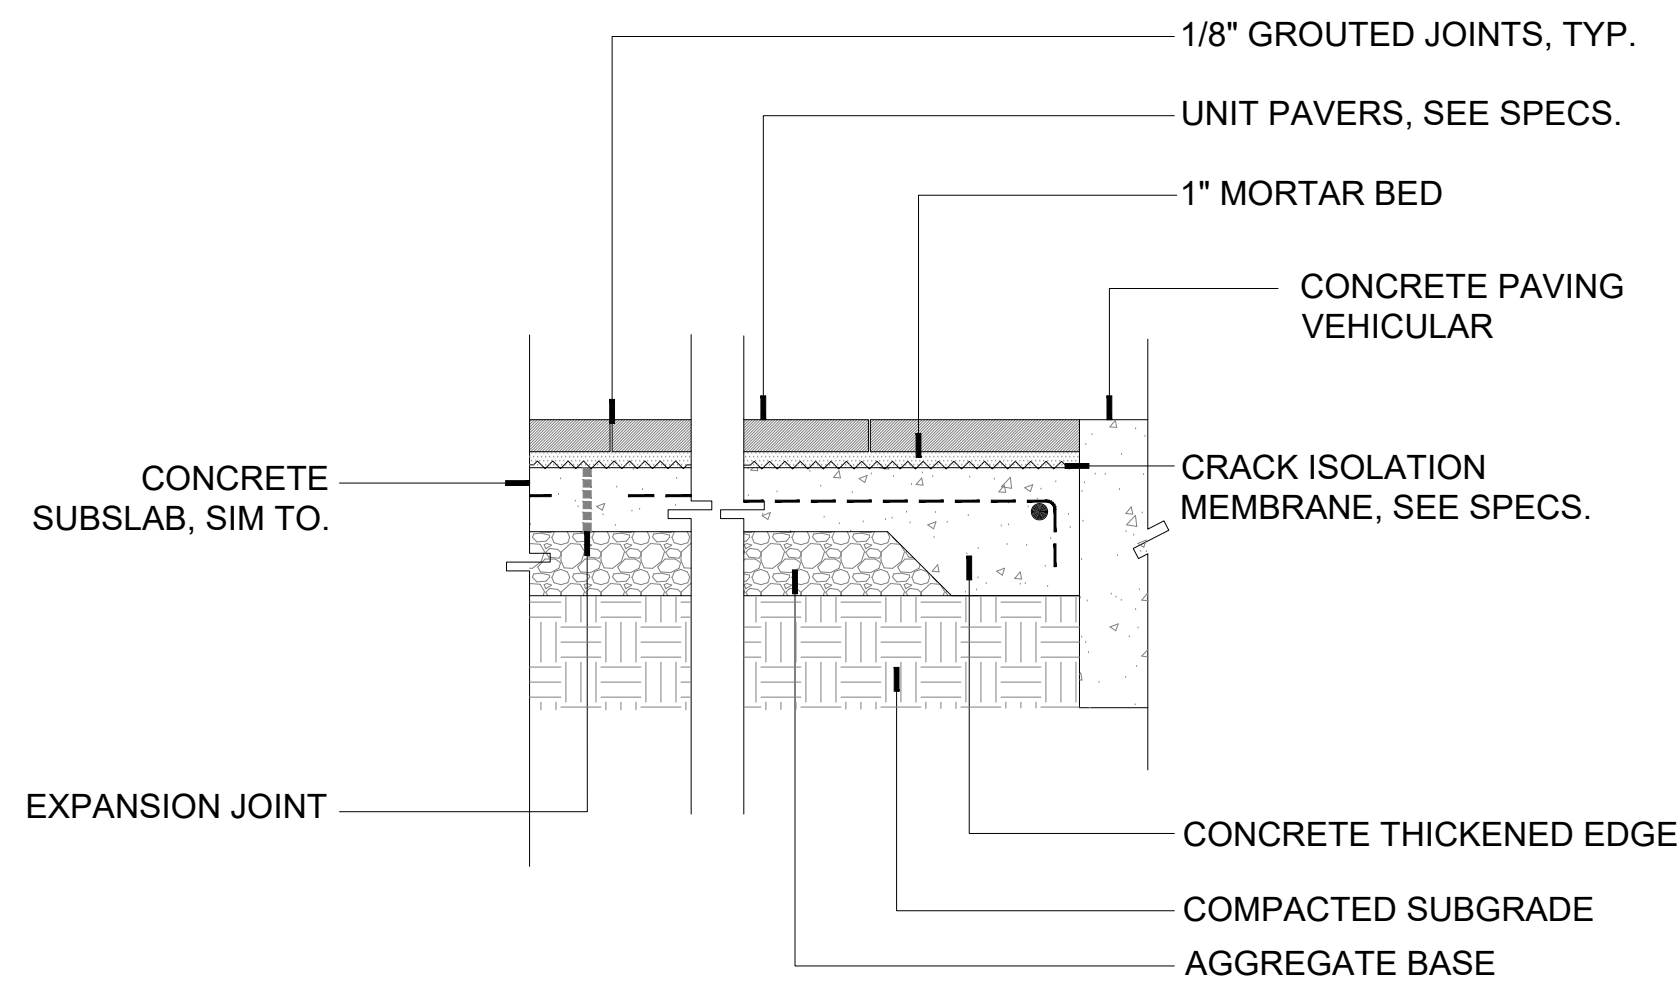 1/8" GROUTED JOINTS, TYP.
UNIT PAVERS, SEE SPECS.
1" MORTAR BED
CONCRETE PAVING
VEHICULAR
CONCRETE
SUBSLAB, SIM TO.
CRACK ISOLATION
MEMBRANE, SEE SPECS.
EXPANSION JOINT
CONCRETE THICKENED EDGE
COMPACTED SUBGRADE
AGGREGATE BASE